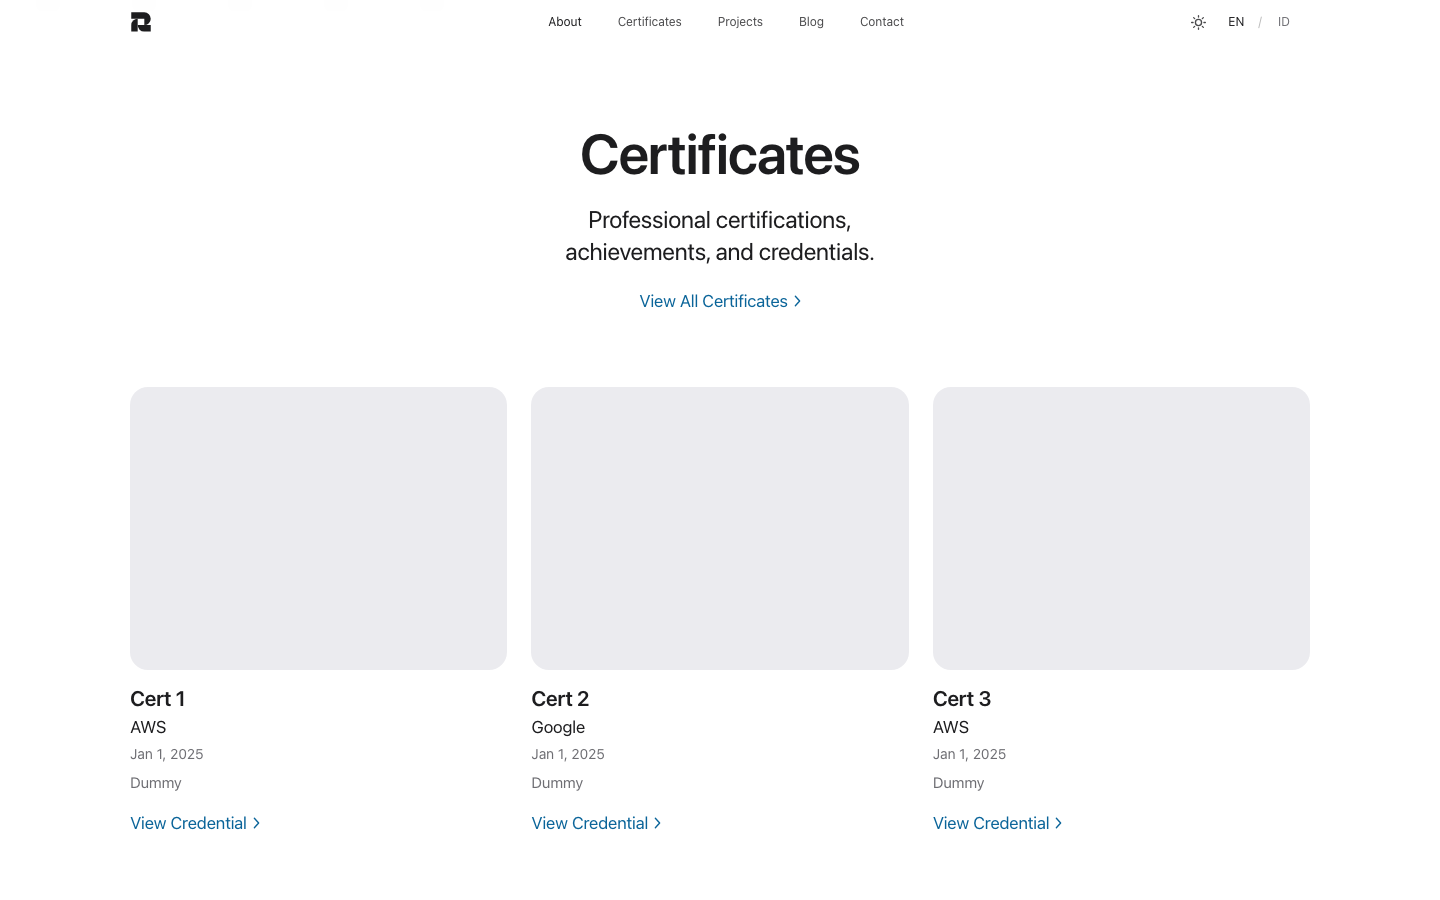 About
Certificates
Projects
Blog
Contact
EN / ID
Certificates
Professional certifications,
achievements, and credentials.
View All Certificates
Cert 1
AWS
Jan 1, 2025
Dummy
View Credential
Cert 2
Google
Jan 1, 2025
Dummy
View Credential
Cert 3
AWS
Jan 1, 2025
Dummy
View Credential